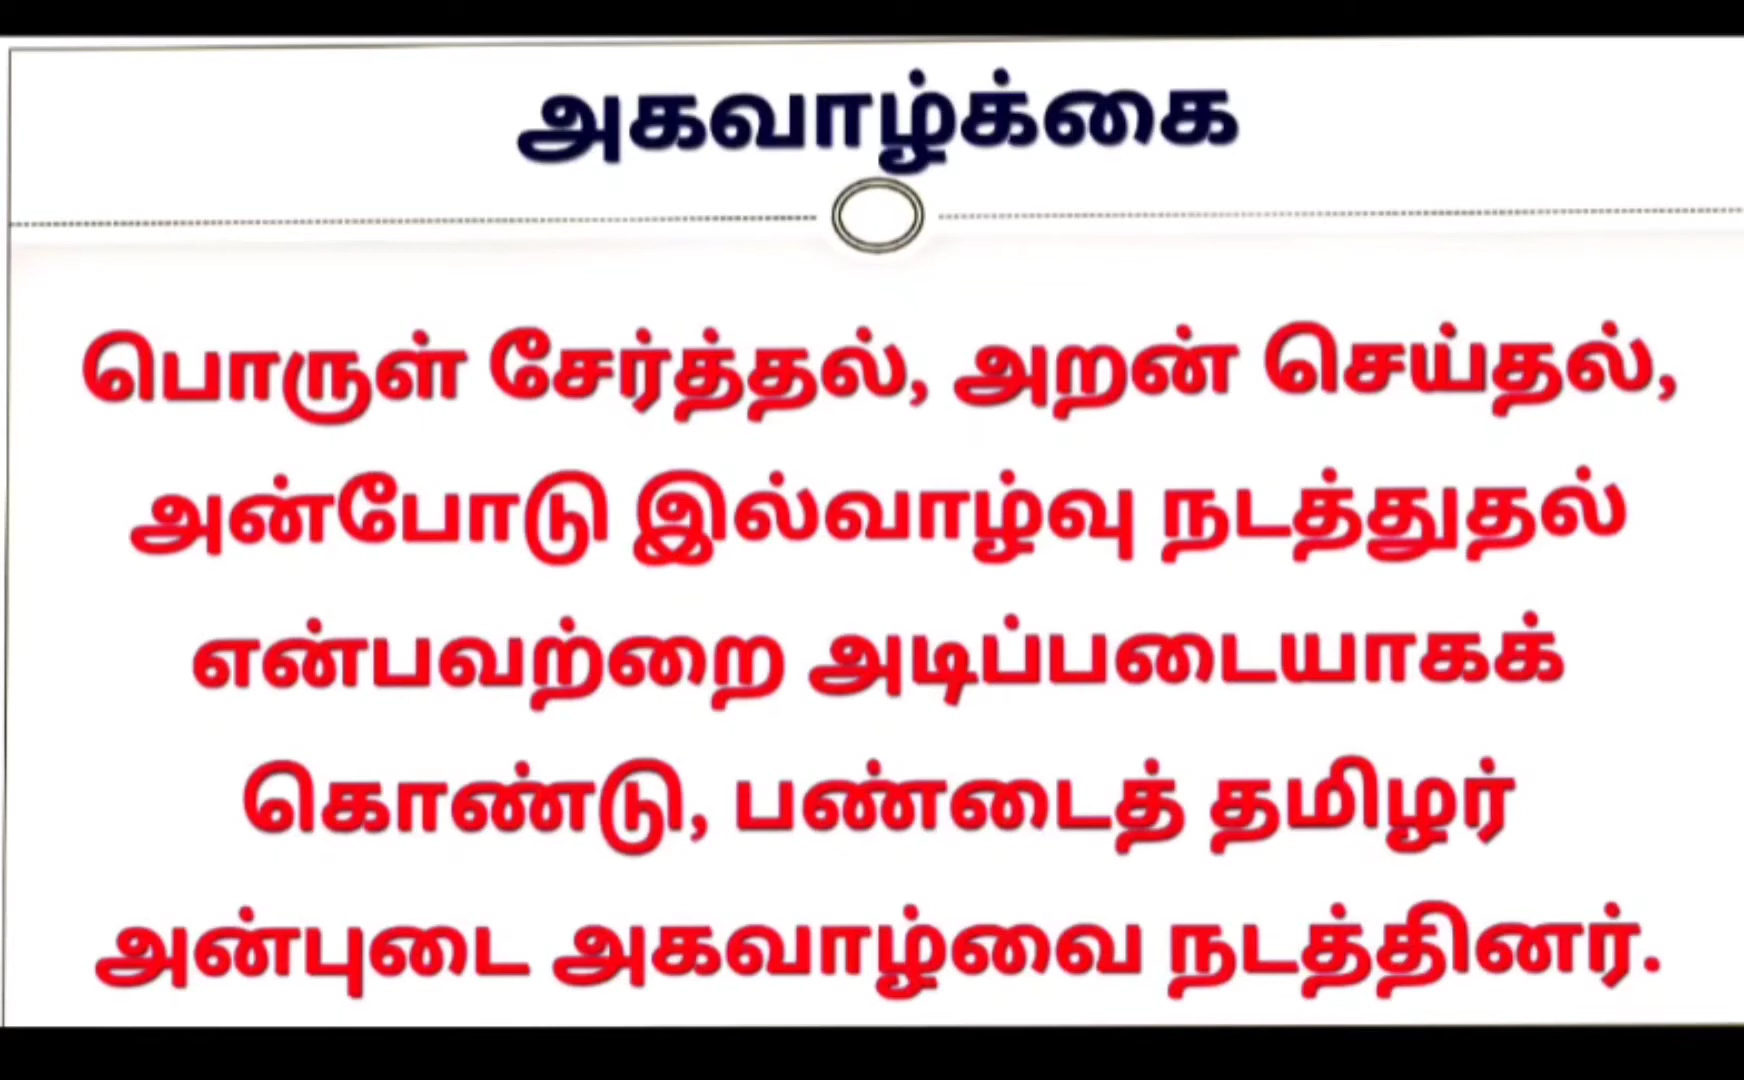 அகவாழ்க்கை
பொருள் சேர்த்தல், அறன் செய்தல்,
அன்போடு இல்வாழ்வு நடத்துதல்
என்பவற்றை அடிப்படையாகக்
கொண்டு, பண்டைத் தமிழர்
அன்புடை அகவாழ்வை நடத்தினர்.